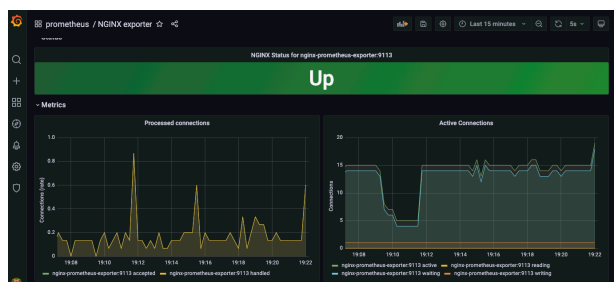 prometheus / NGINX exporter
Last 15 minutes
5s
Status
NGINX Status for nginx-prometheus-exporter:9113
Up
Metrics
Processed connections
Connections (rate)
1.0
0.8
0.6
0.4
0.2
0
19:08 19:10 19:12 19:14 19:16 19:18 19:20 19:22
nginx-prometheus-exporter:9113 accepted nginx-prometheus-exporter:9113 handled
Active Connections
Connections
20
15
10
5
0
19:08 19:10 19:12 19:14 19:16 19:18 19:20 19:22
nginx-prometheus-exporter:9113 active nginx-prometheus-exporter:9113 reading
nginx-prometheus-exporter:9113 waiting nginx-prometheus-exporter:9113 writing